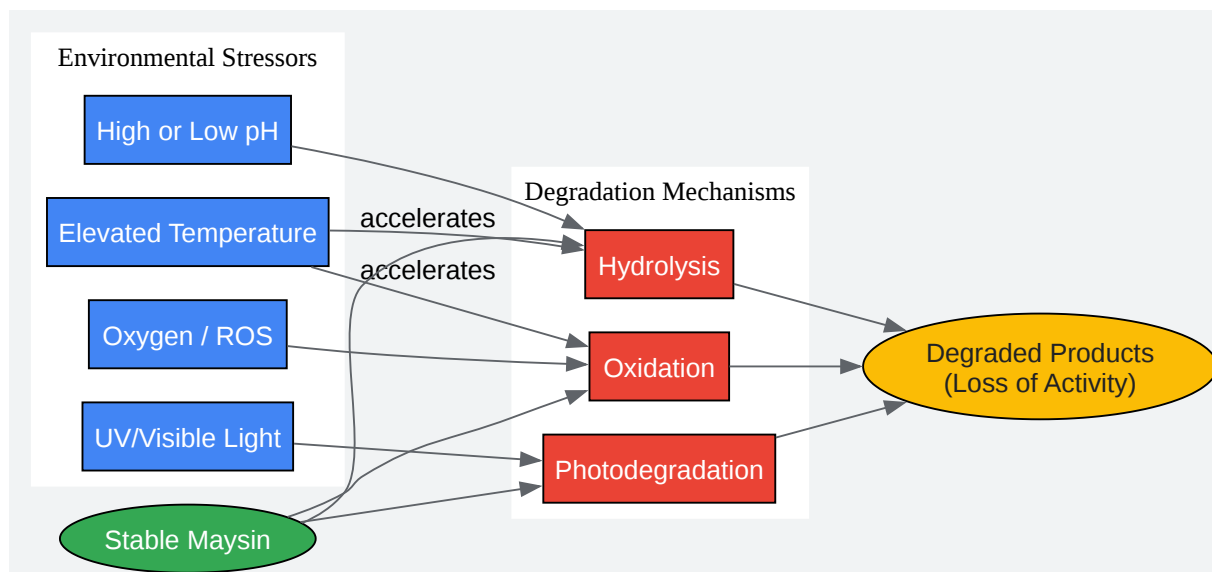 Environmental Stressors
High or Low pH
Elevated Temperature
Oxygen / ROS
UV/Visible Light
Stable Maysin
accelerates
accelerates
Degradation Mechanisms
Hydrolysis
Oxidation
Photodegradation
Degraded Products
(Loss of Activity)